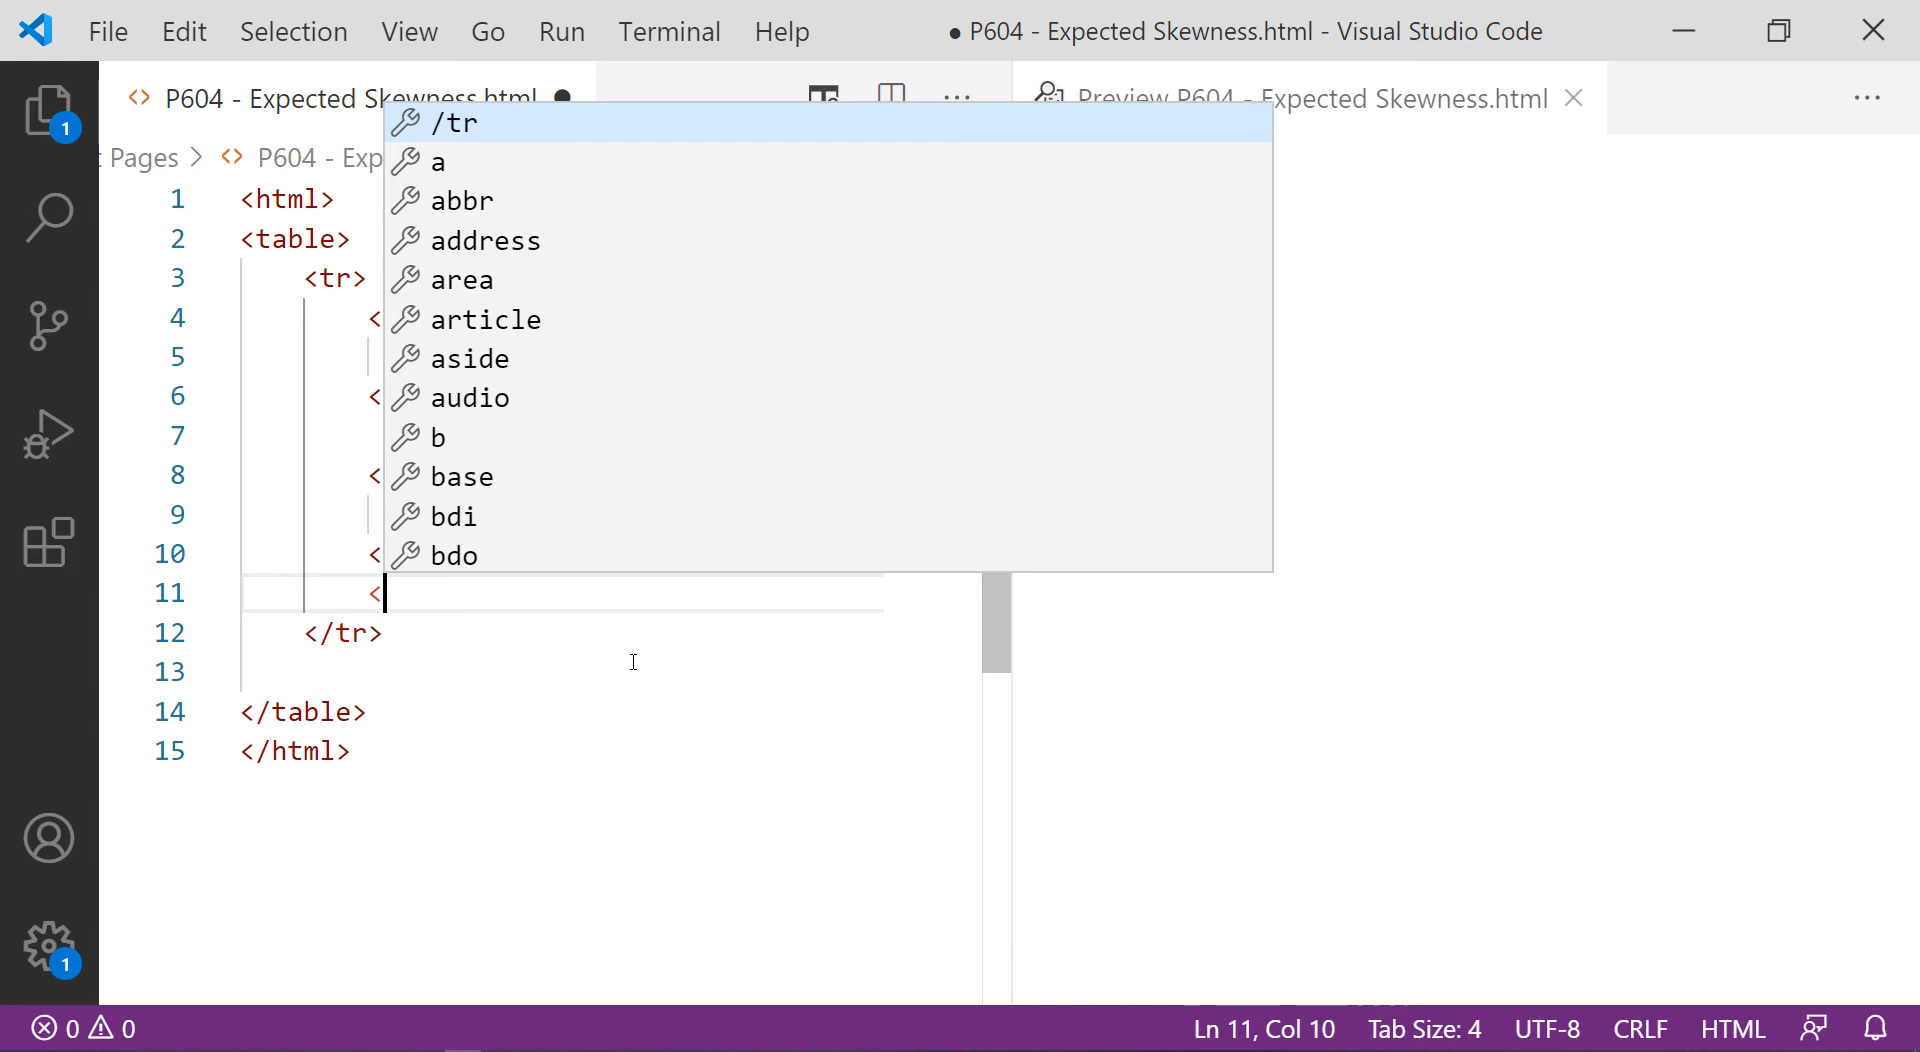 File Edit Selection View Go Run Terminal Help ● P604 - Expected Skewness.html - Visual Studio Code
P604 - Expected Skewness.html ● Preview P604 - Expected Skewness.html
Pages > <> P604 - Exp
/tr
a
abbr
address
area
article
aside
audio
b
base
bdi
bdo
1 <html>
2 <table>
3 <tr>
4 <
5
6 <
7
8 <
9
10 <
11 <
12 </tr>
13
14 </table>
15 </html>
1
1
0 0 Ln 11, Col 10 Tab Size: 4 UTF-8 CRLF HTML